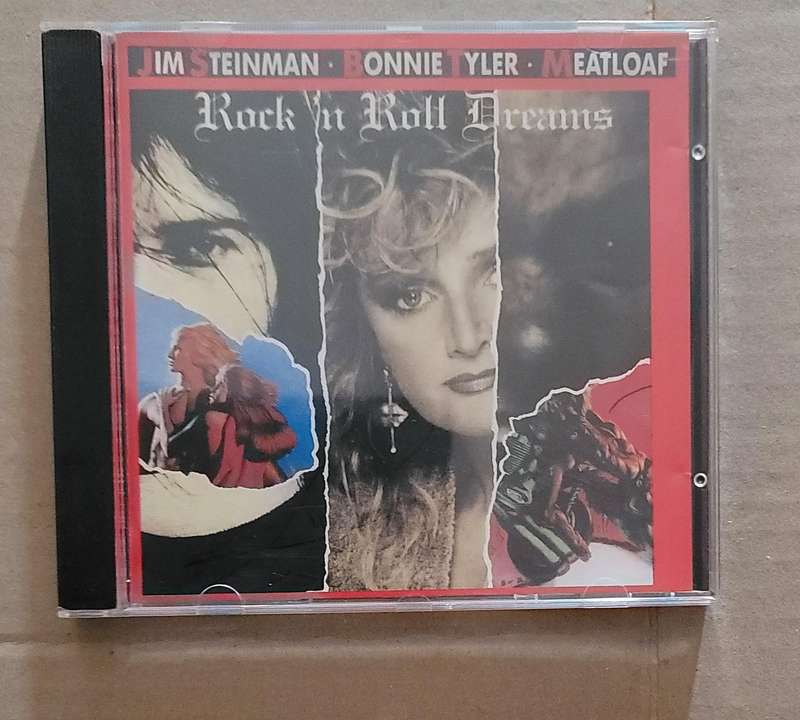 JIM STEINMAN · BONNIE TYLER · MEATLOAF
Rock 'n Roll Dreams